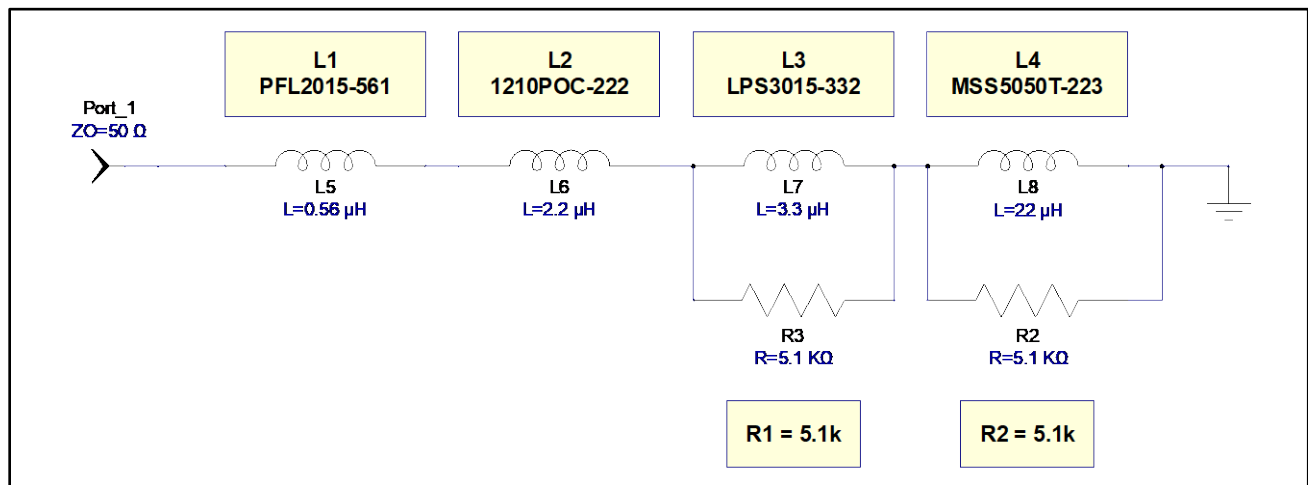 L1
PFL2015-561
L2
1210POC-222
L3
LPS3015-332
L4
MSS5050T-223
Port_1
ZO=50 Ω
L5
L=0.56 µH
L6
L=2.2 µH
L7
L=3.3 µH
L8
L=22 µH
R3
R=5.1 KΩ
R2
R=5.1 KΩ
R1 = 5.1k
R2 = 5.1k